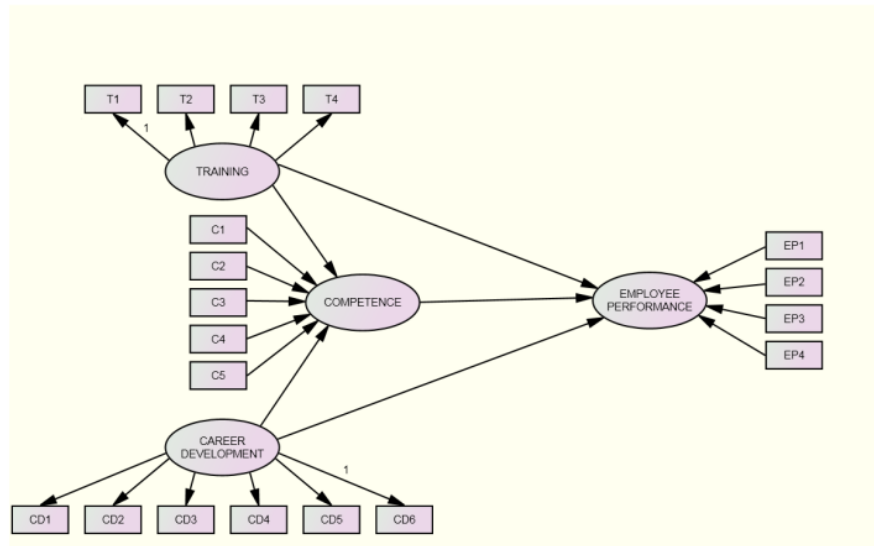 T1
T2
T3
T4
1
TRAINING
C1
C2
C3
C4
C5
COMPETENCE
EMPLOYEE
PERFORMANCE
EP1
EP2
EP3
EP4
CAREER
DEVELOPMENT
1
CD1
CD2
CD3
CD4
CD5
CD6